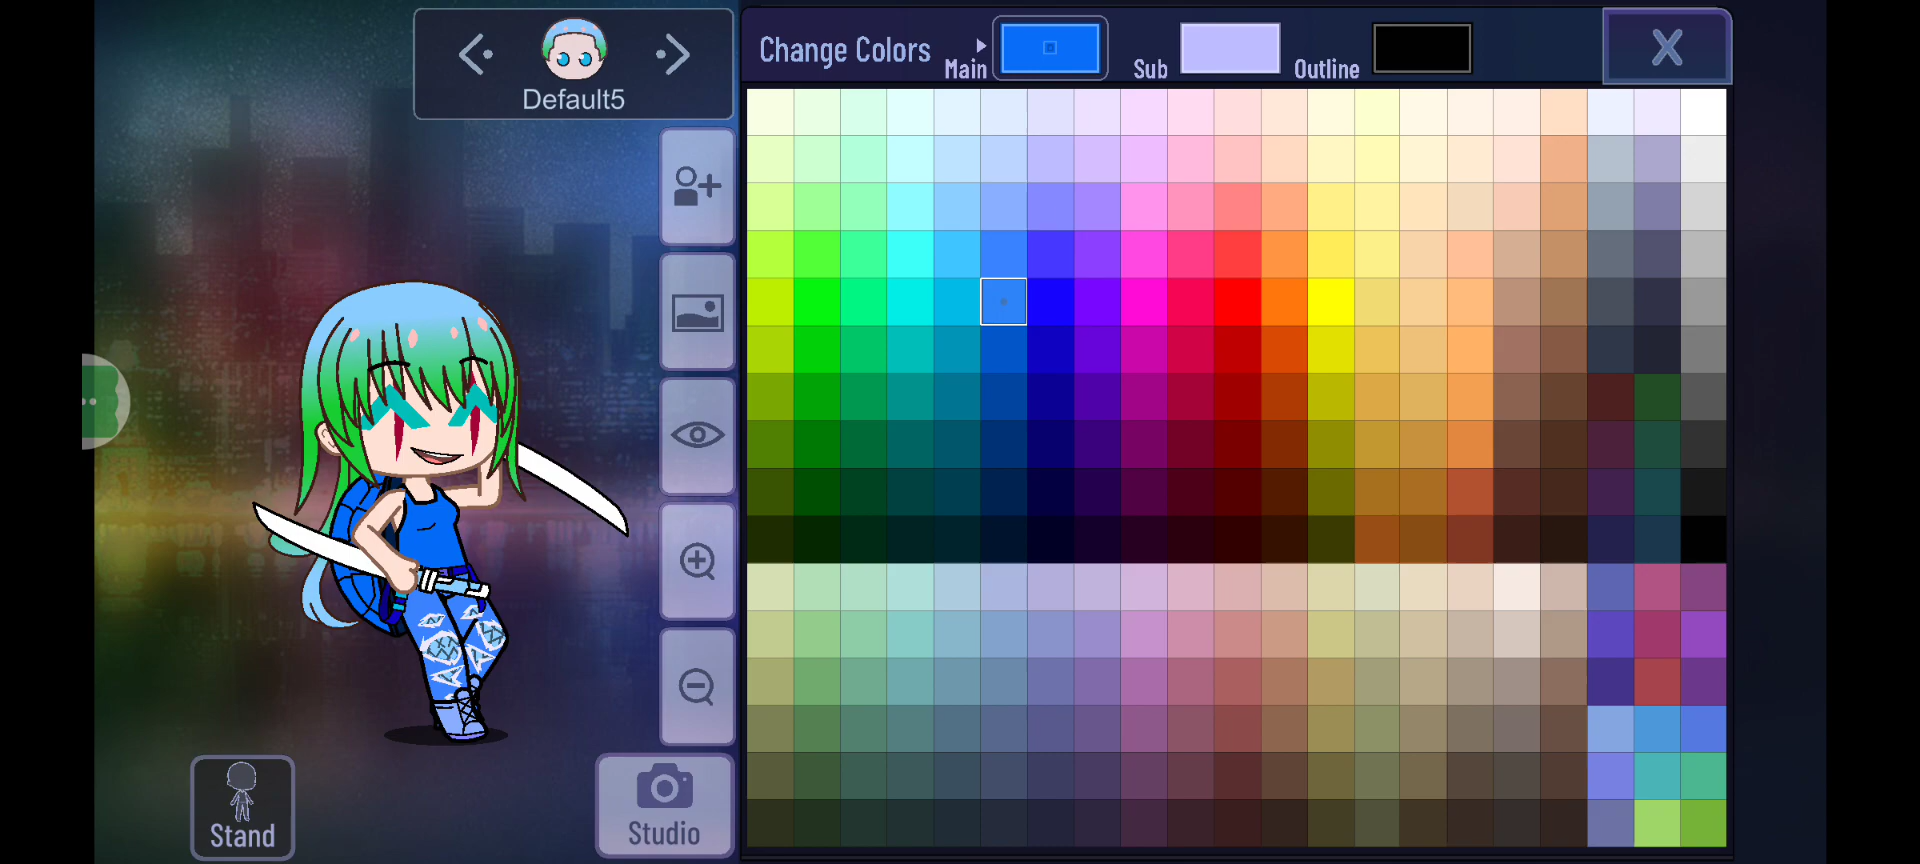 Default5
Change Colors
Main
Sub
Outline
X
Stand
Studio